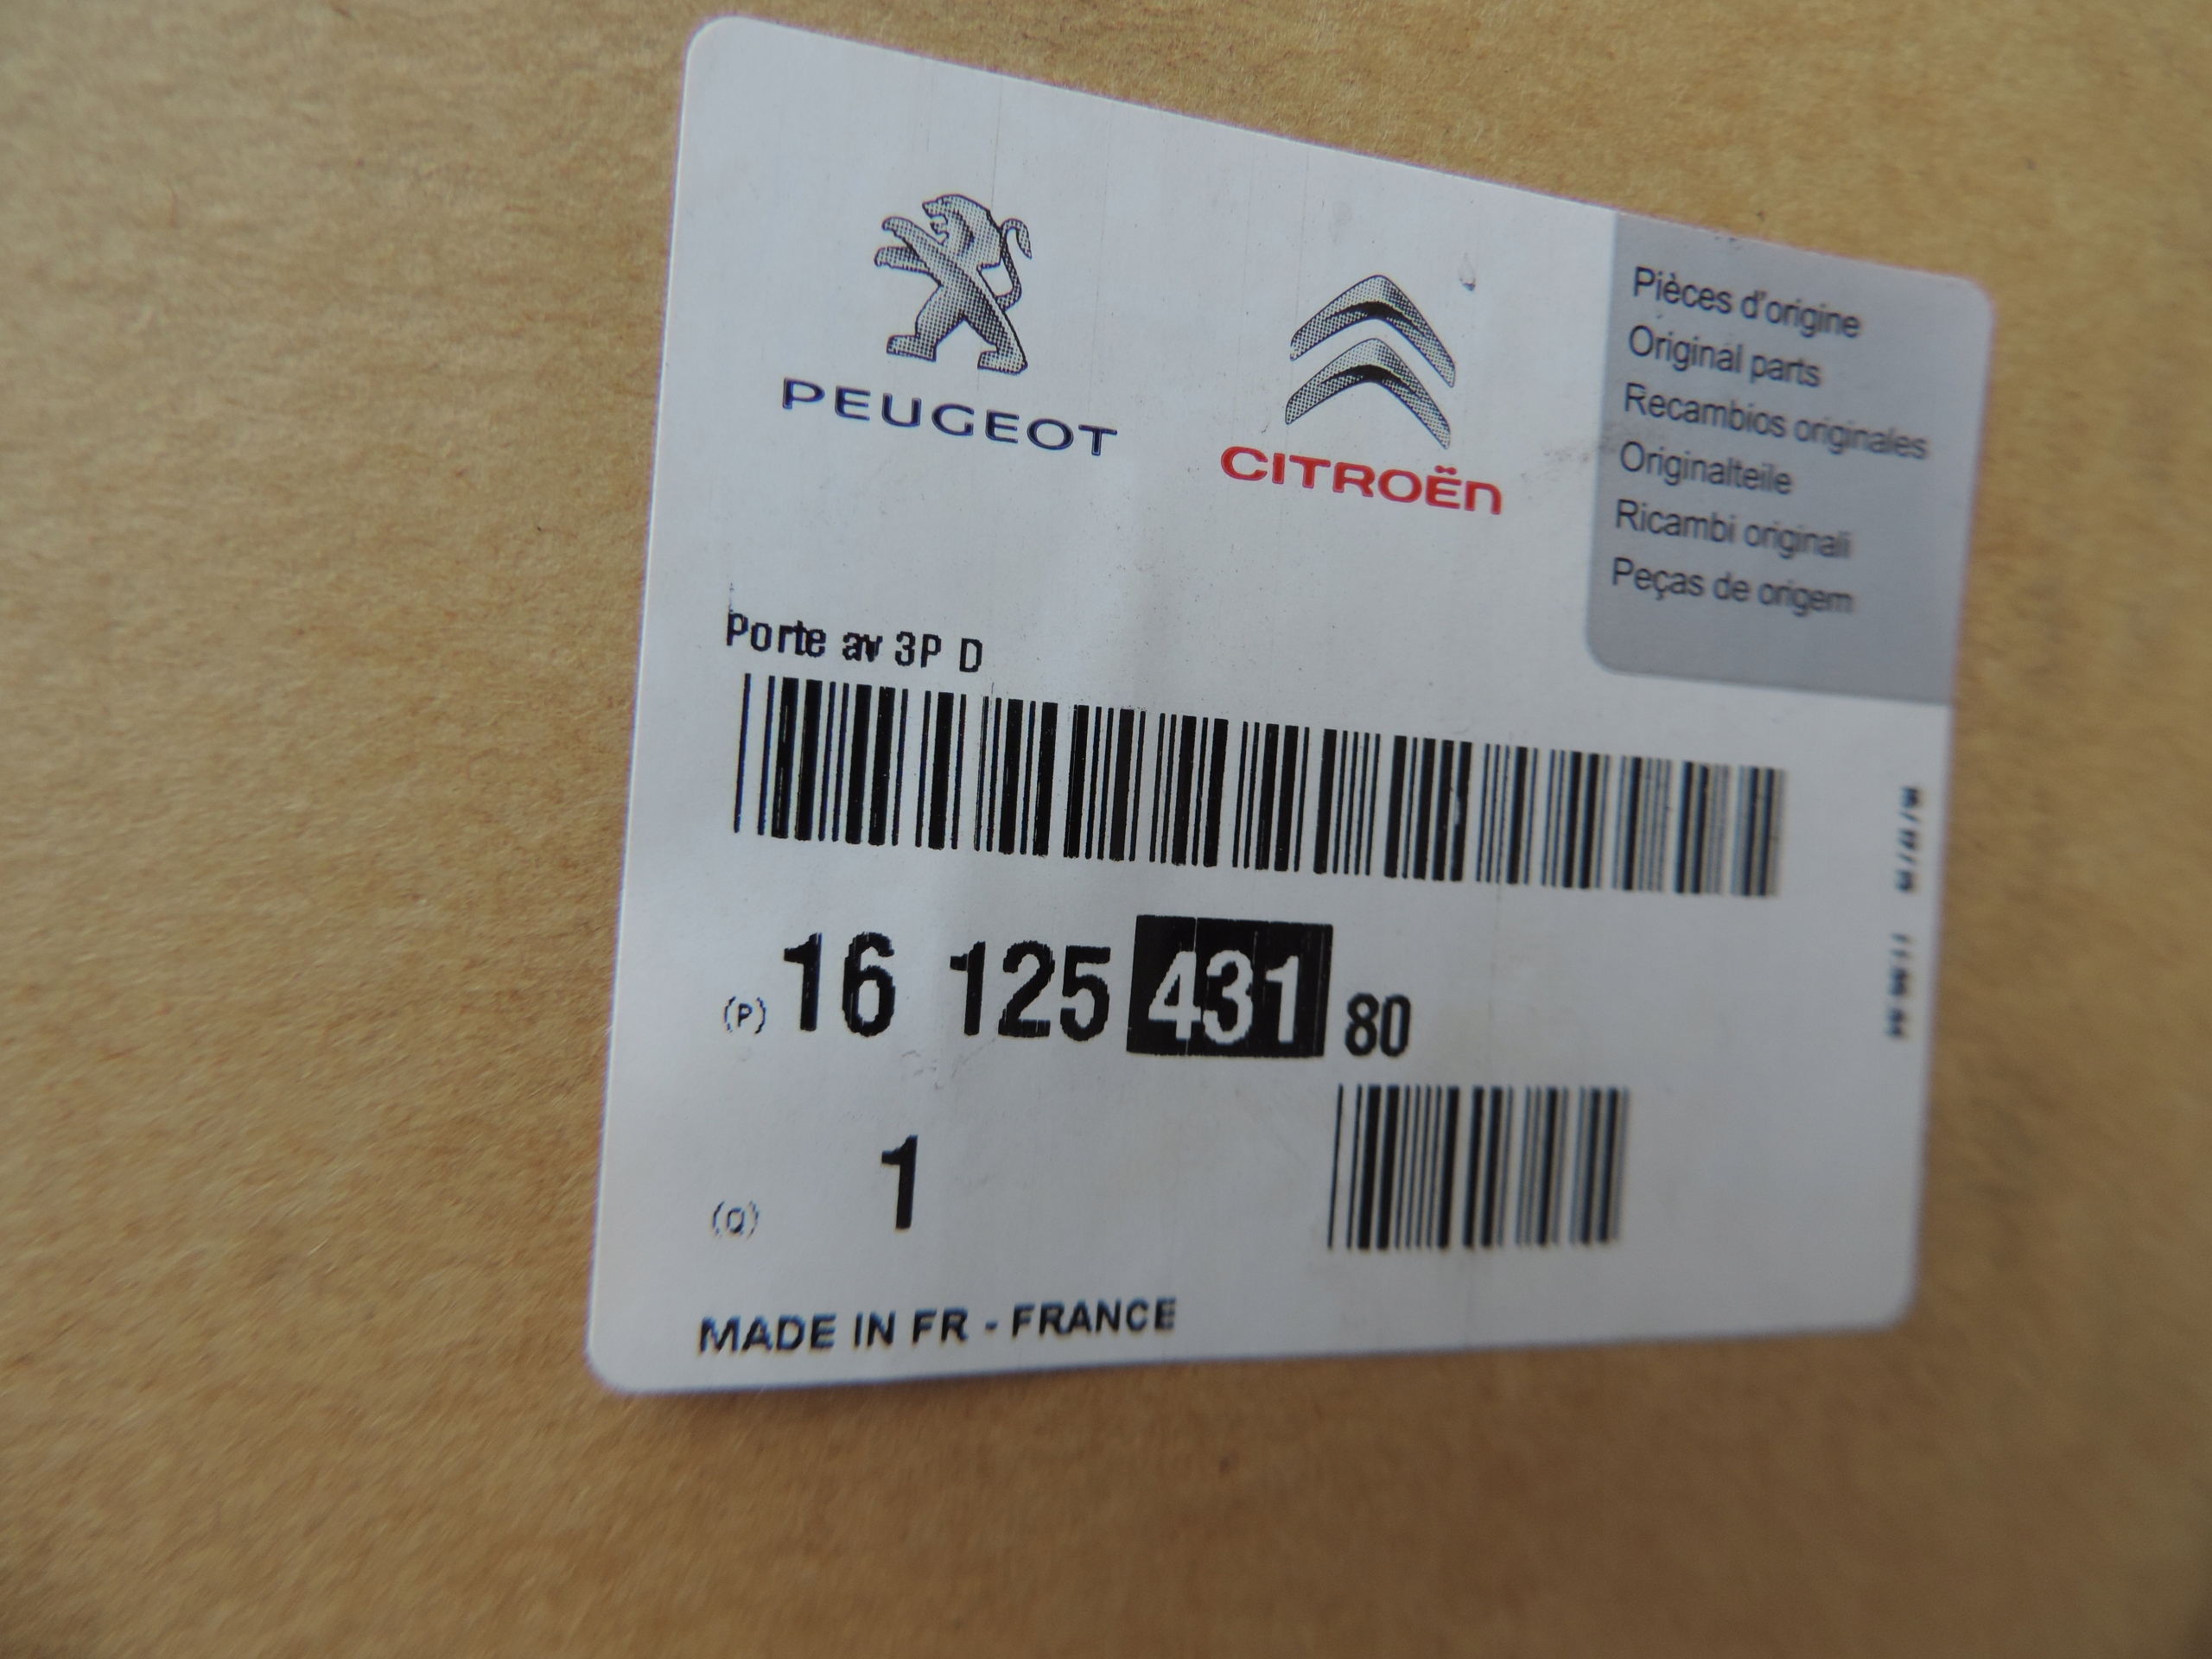 PEUGEOT
CITROËN
Pièces d'origine
Original parts
Recambios originales
Originalteile
Ricambi originali
Peças de origem
Porte av 3P D
(P) 16 125 431 80
(Q) 1
MADE IN FR - FRANCE